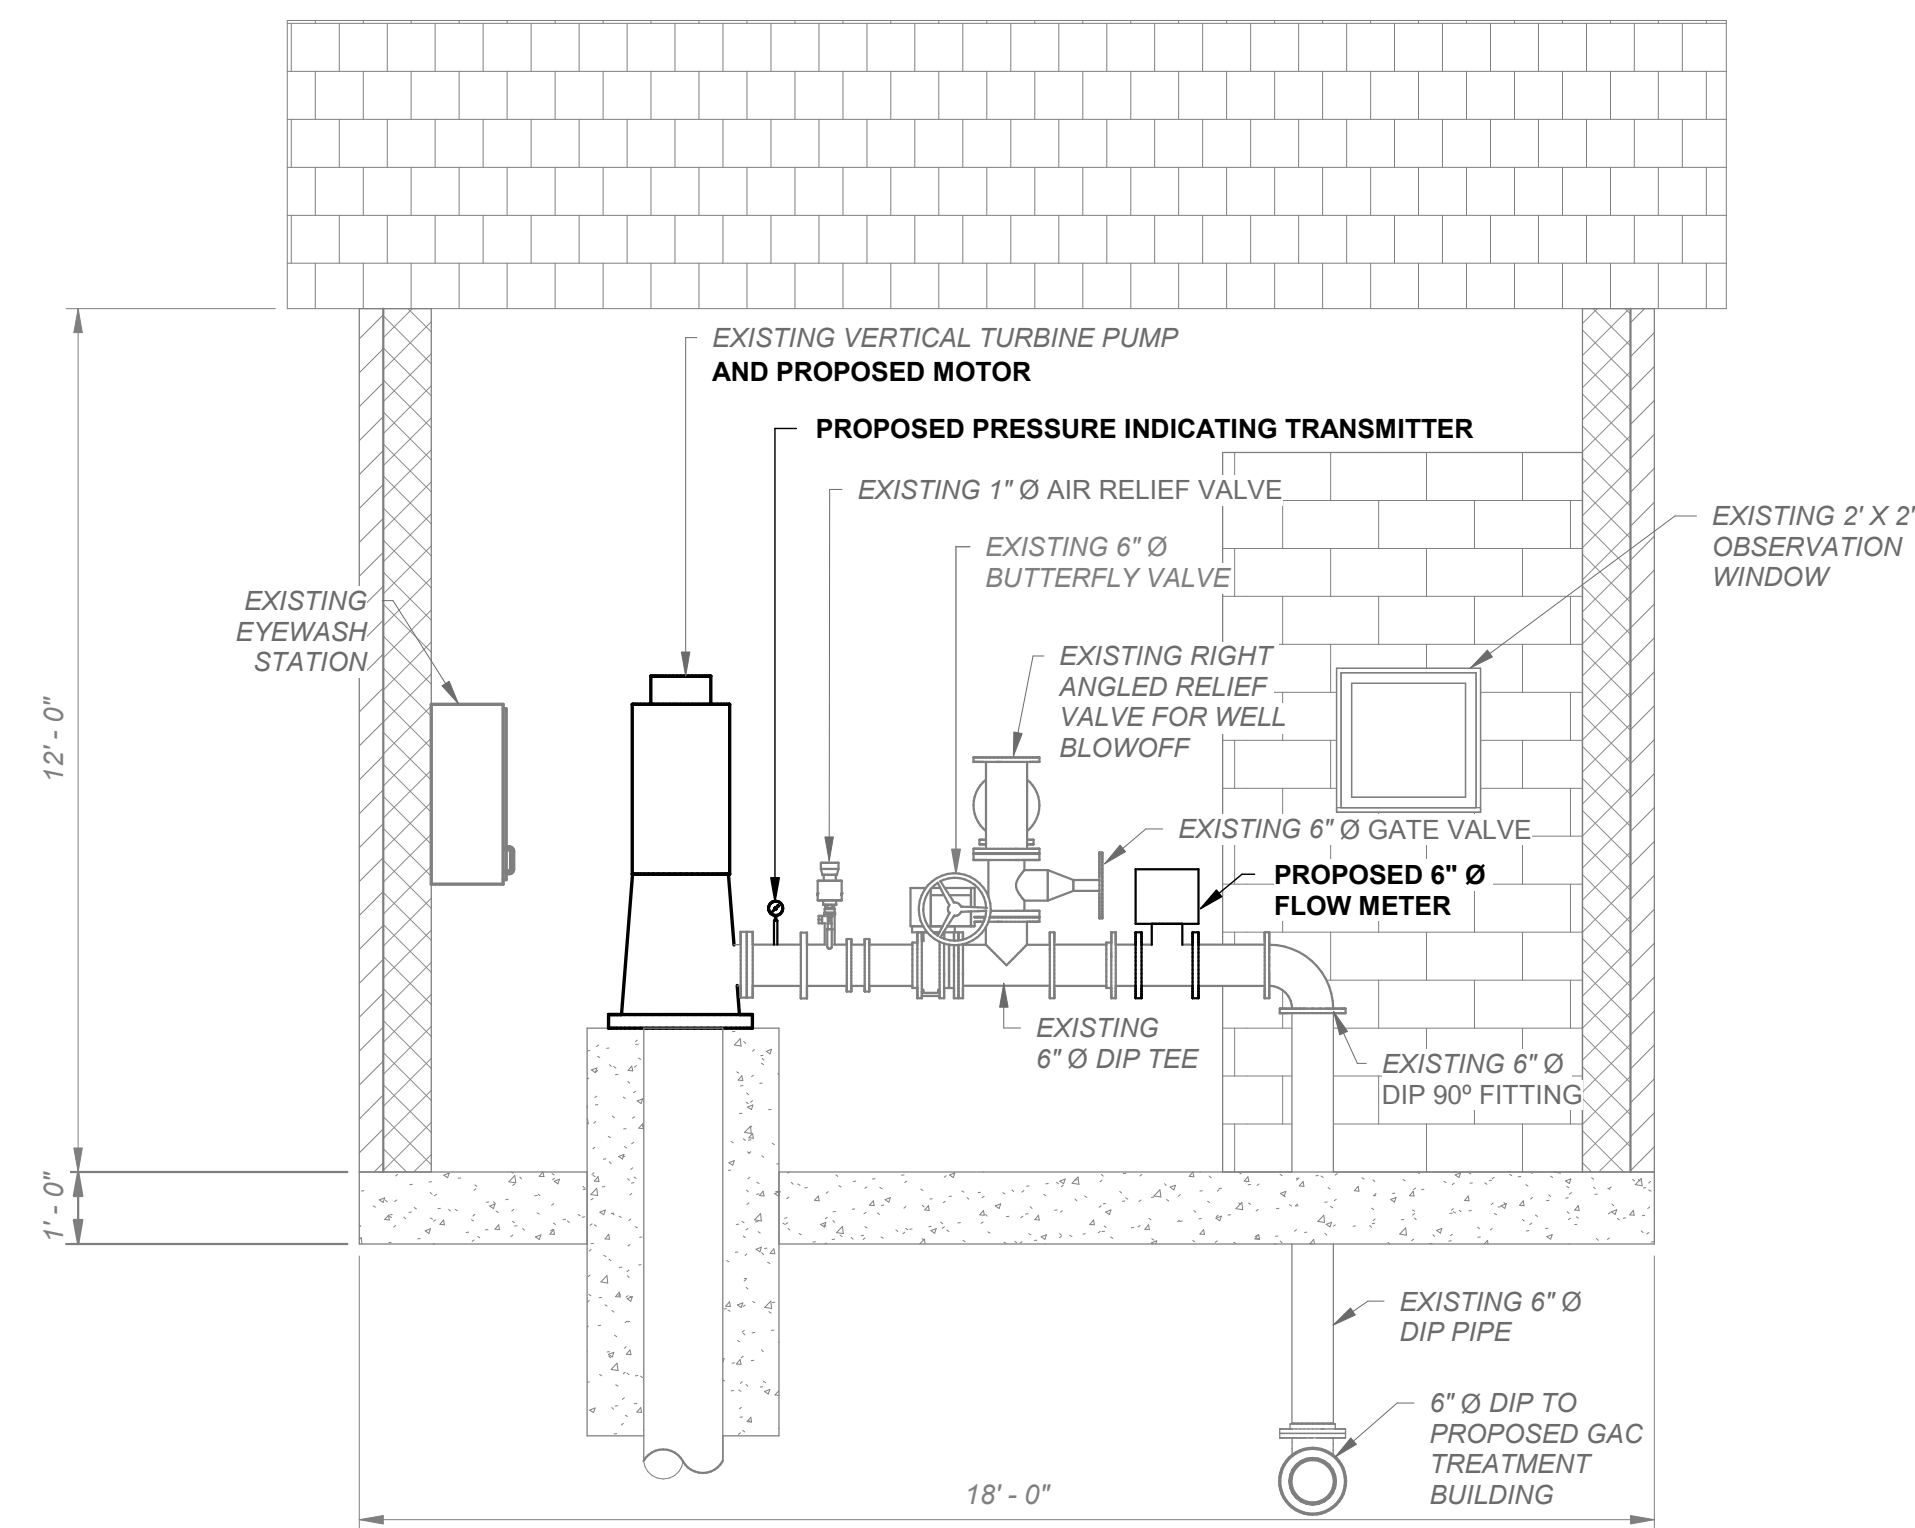 EXISTING VERTICAL TURBINE PUMP
AND PROPOSED MOTOR
PROPOSED PRESSURE INDICATING TRANSMITTER
EXISTING 1" Ø AIR RELIEF VALVE
EXISTING 2' X 2'
OBSERVATION
WINDOW
EXISTING 6" Ø
BUTTERFLY VALVE
EXISTING
EYEWASH
STATION
EXISTING RIGHT
ANGLED RELIEF
VALVE FOR WELL
BLOWOFF
12' - 0"
EXISTING 6" Ø GATE VALVE
PROPOSED 6" Ø
FLOW METER
EXISTING
6" Ø DIP TEE
EXISTING 6" Ø
DIP 90º FITTING
1' - 0"
EXISTING 6" Ø
DIP PIPE
6" Ø DIP TO
PROPOSED GAC
TREATMENT
BUILDING
18' - 0"